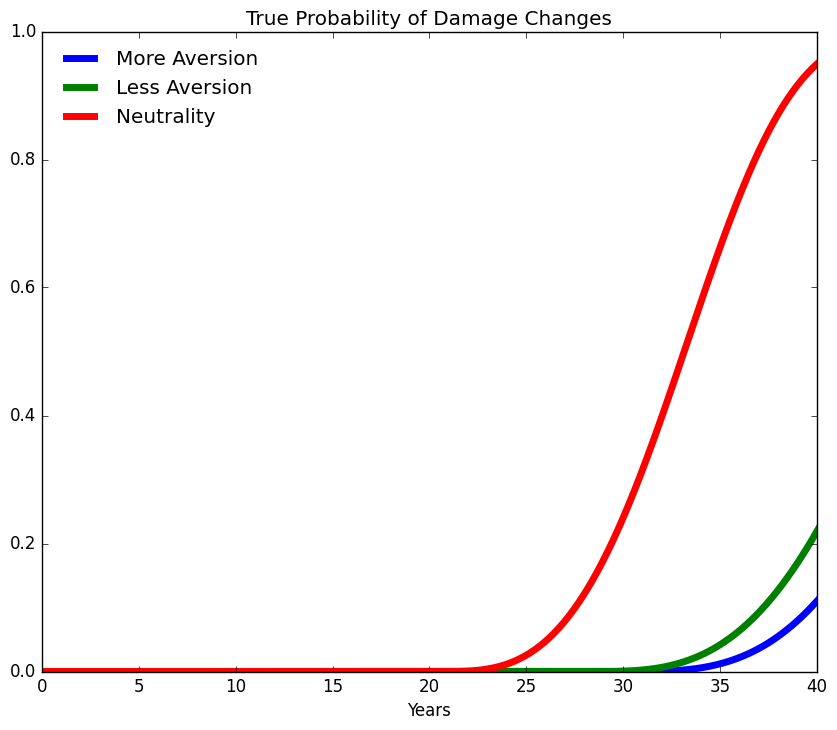 True Probability of Damage Changes
1.0
More Aversion
Less Aversion
Neutrality
0.8
0.6
0.4
0.2
0.0
0 5 10 15 20 25 30 35 40
Years